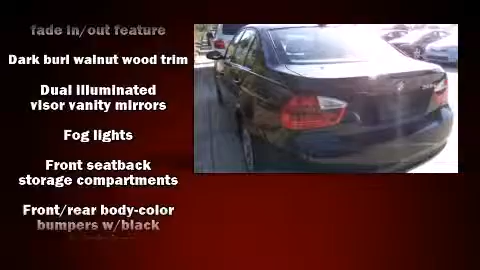 fade in/out feature
Dark burl walnut wood trim
Dual illuminated
visor vanity mirrors
Fog lights
Front seatback
storage compartments
Front/rear body-color
bumpers w/black